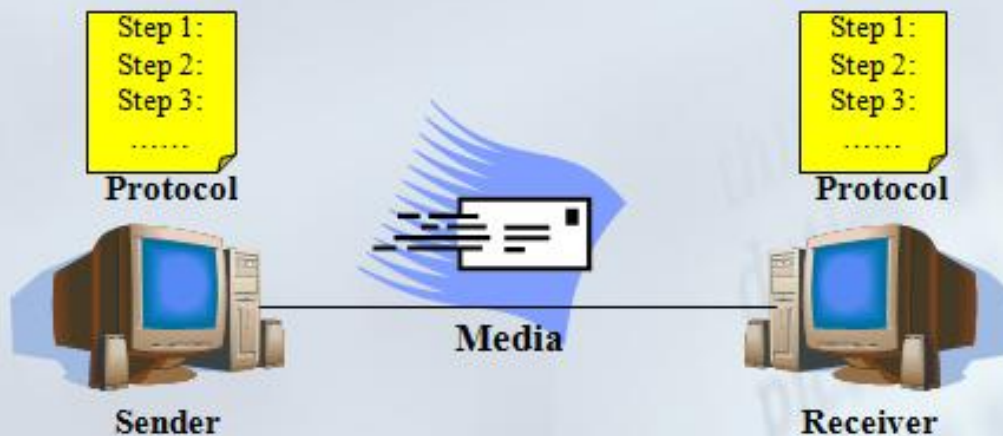 Step 1:
Step 2:
Step 3:
......
Protocol
Step 1:
Step 2:
Step 3:
......
Protocol
Media
Sender
Receiver